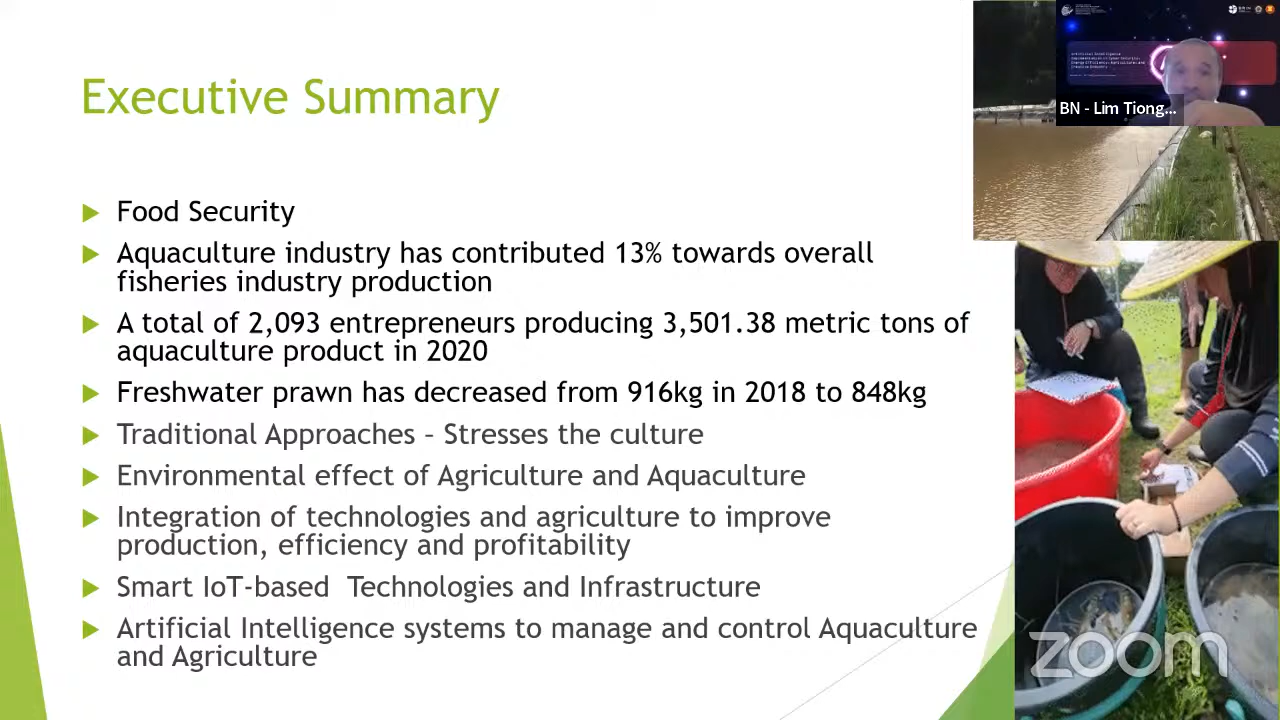 Executive Summary
BN - Lim Tiong...
Food Security
Aquaculture industry has contributed 13% towards overall
fisheries industry production
A total of 2,093 entrepreneurs producing 3,501.38 metric tons of
aquaculture product in 2020
Freshwater prawn has decreased from 916kg in 2018 to 848kg
Traditional Approaches – Stresses the culture
Environmental effect of Agriculture and Aquaculture
Integration of technologies and agriculture to improve
production, efficiency and profitability
Smart IoT-based  Technologies and Infrastructure
Artificial Intelligence systems to manage and control Aquaculture
and Agriculture
zoom